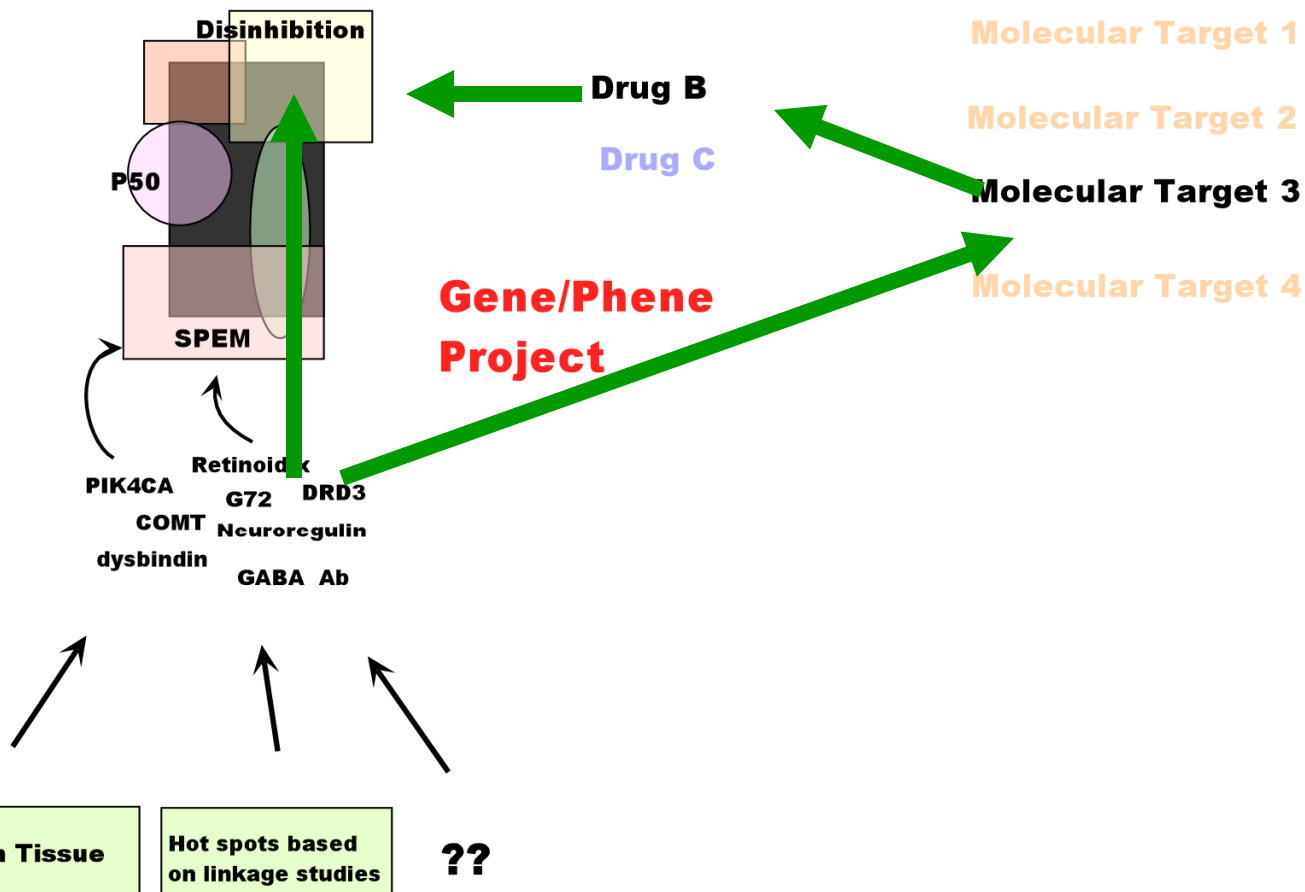 Disinhibition
Molecular Target 1
Drug B
Molecular Target 2
Drug C
P50
Molecular Target 3
Molecular Target 4
Gene/Phene
Project
SPEM
PIK4CA
G72
DRD3
COMT
Neuroregulin
dysbindin
GABA Ab
Tissue
Hot spots based
on linkage studies
??